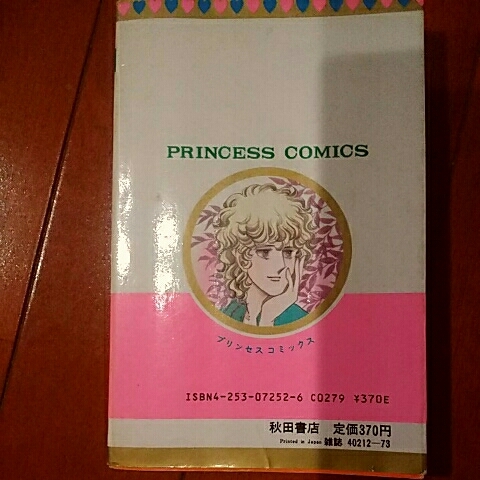 PRINCESS COMICS
プリンセスコミックス
ISBN4-253-07252-6 C0279 ¥370E
秋田書店 定価370円
Printed in Japan 雑誌 40212-73